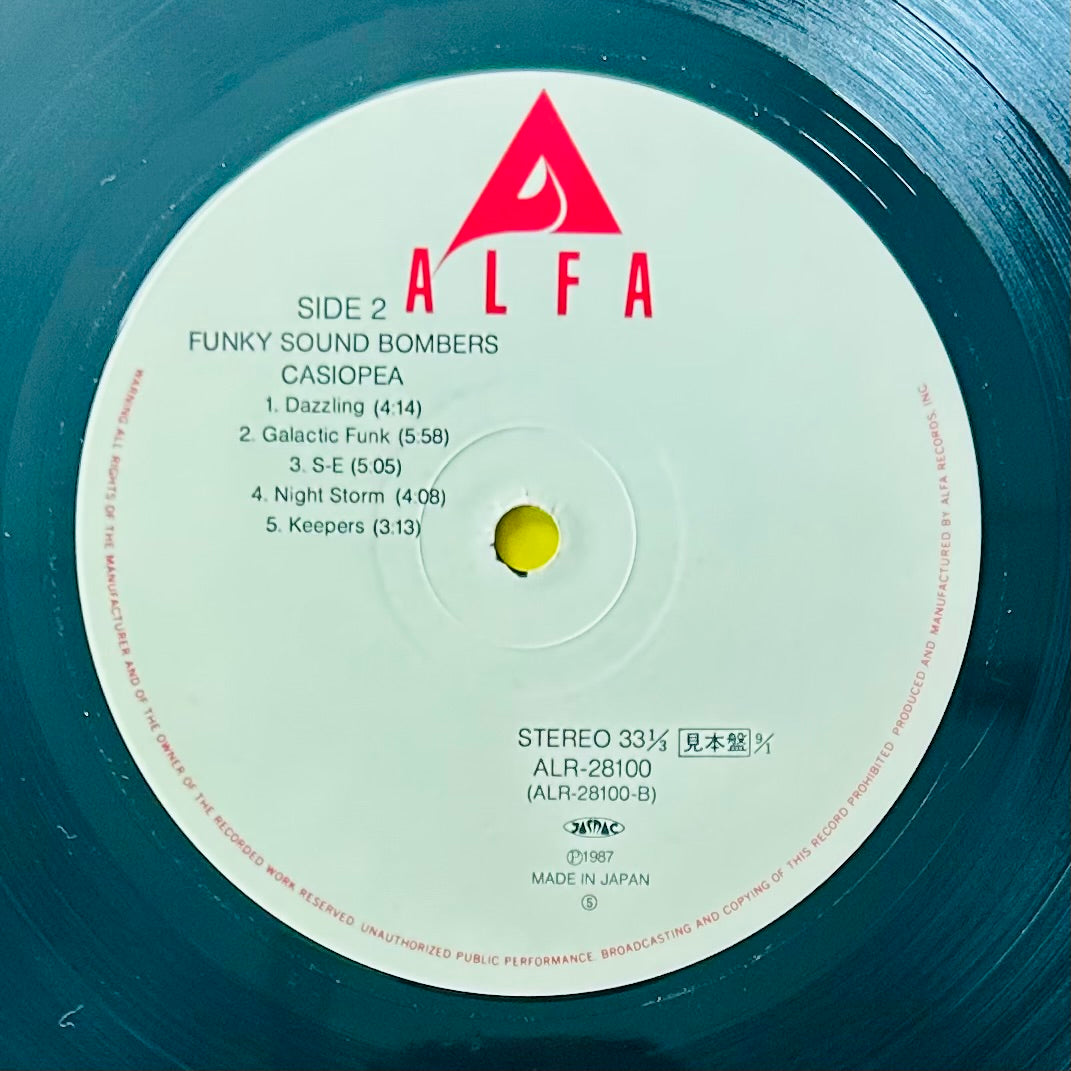 ALFA
SIDE 2
FUNKY SOUND BOMBERS
CASIOPEA
1. Dazzling (4:14)
2. Galactic Funk (5:58)
3. S-E (5:05)
4. Night Storm (4:08)
5. Keepers (3:13)
STEREO 33⅓ 見本盤 9/1
ALR-28100
(ALR-28100-B)
JASRAC
Ⓟ1987
MADE IN JAPAN
⑤
WARNING: ALL RIGHTS OF THE MANUFACTURER AND OF THE OWNER OF THE RECORDED WORK RESERVED. UNAUTHORIZED PUBLIC PERFORMANCE, BROADCASTING AND COPYING OF THIS RECORD PROHIBITED. PRODUCED AND MANUFACTURED BY ALFA RECORDS, INC.